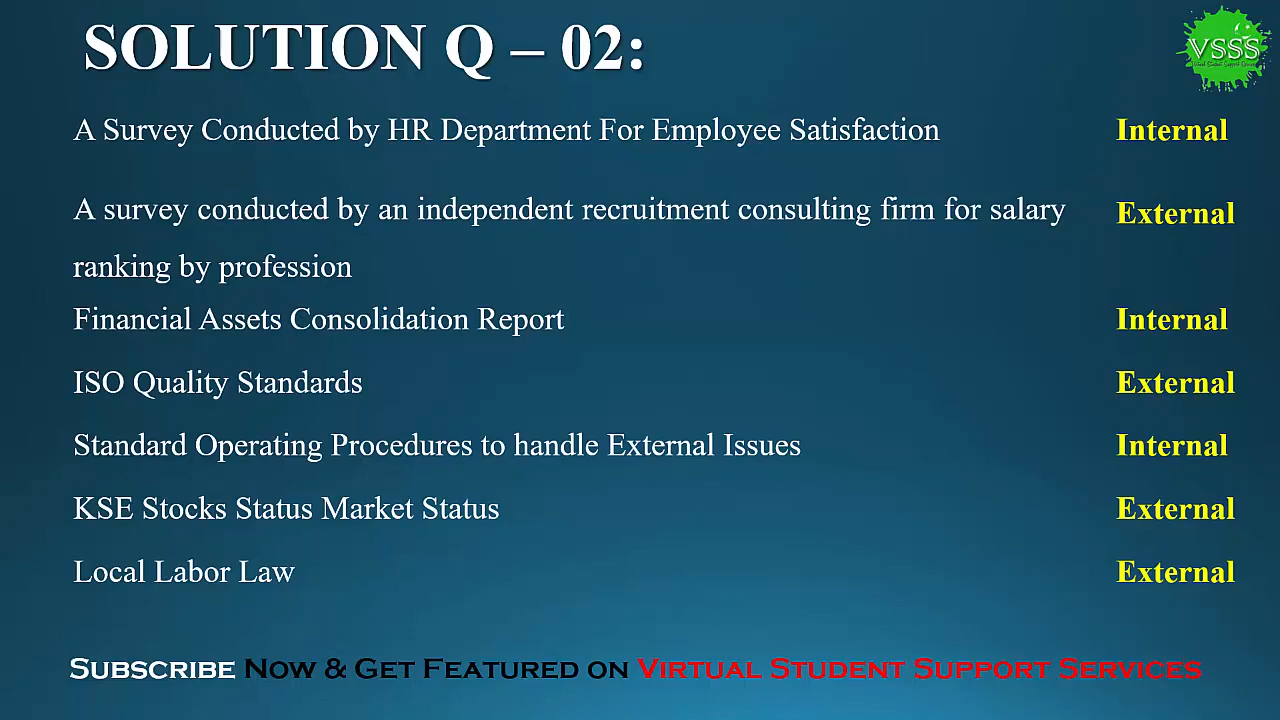 SOLUTION Q – 02:
VSSS
A Survey Conducted by HR Department For Employee Satisfaction Internal
A survey conducted by an independent recruitment consulting firm for salary External
ranking by profession
Financial Assets Consolidation Report Internal
ISO Quality Standards External
Standard Operating Procedures to handle External Issues Internal
KSE Stocks Status Market Status External
Local Labor Law External
Subscribe Now & Get Featured on Virtual Student Support Services